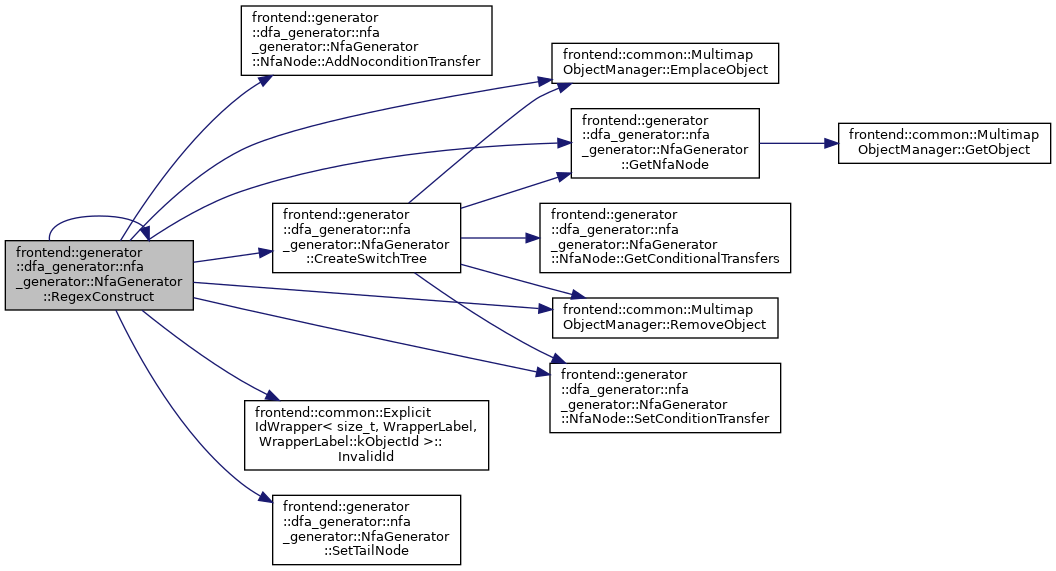 frontend::generator
::dfa_generator::nfa
_generator::NfaGenerator
::NfaNode::AddNoconditionTransfer
frontend::common::Multimap
ObjectManager::EmplaceObject
frontend::generator
::dfa_generator::nfa
_generator::NfaGenerator
::GetNfaNode
frontend::common::Multimap
ObjectManager::GetObject
frontend::generator
::dfa_generator::nfa
_generator::NfaGenerator
::CreateSwitchTree
frontend::generator
::dfa_generator::nfa
_generator::NfaGenerator
::NfaNode::GetConditionalTransfers
frontend::generator
::dfa_generator::nfa
_generator::NfaGenerator
::RegexConstruct
frontend::common::Multimap
ObjectManager::RemoveObject
frontend::generator
::dfa_generator::nfa
_generator::NfaGenerator
::NfaNode::SetConditionTransfer
frontend::common::Explicit
IdWrapper< size_t, WrapperLabel,
WrapperLabel::kObjectId >::
InvalidId
frontend::generator
::dfa_generator::nfa
_generator::NfaGenerator
::SetTailNode